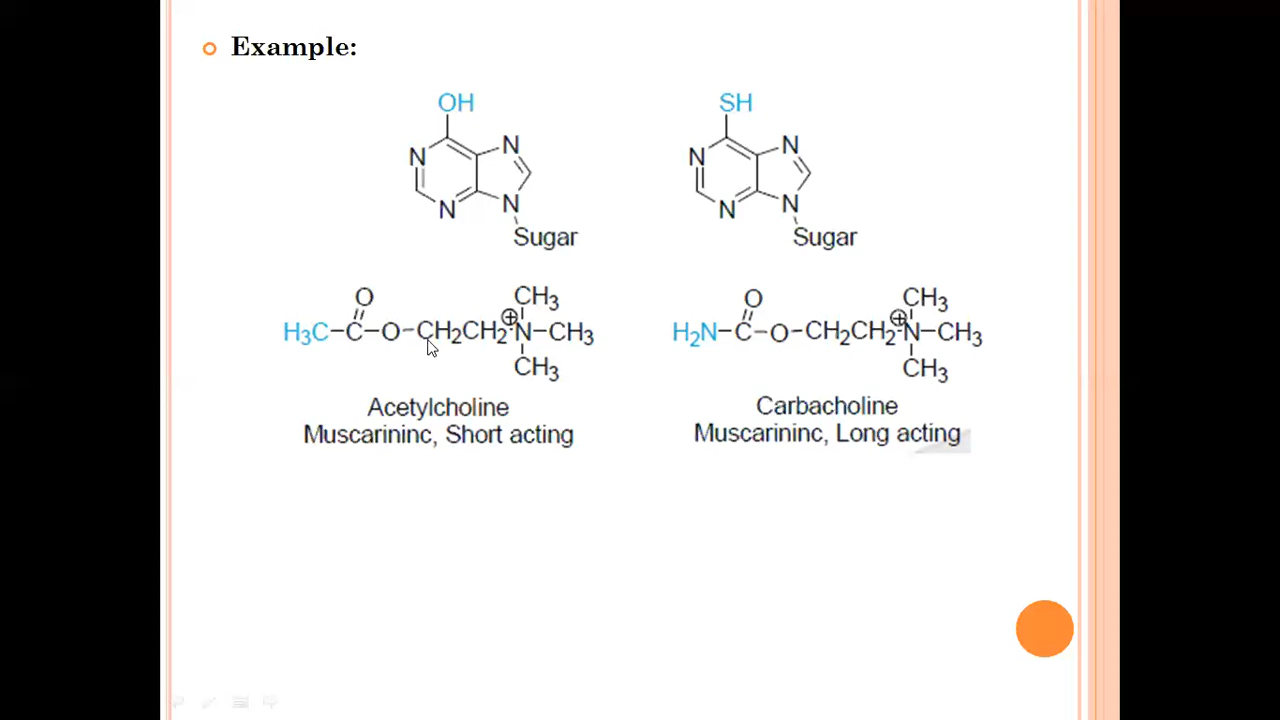 Example:
OH
N
N
N
N
Sugar
SH
N
N
N
N
Sugar
O
CH3
H3C–C–O–CH2CH2–N–CH3
⊕
CH3
Acetylcholine
Muscarininc, Short acting
O
CH3
H2N–C–O–CH2CH2–N–CH3
⊕
CH3
Carbacholine
Muscarininc, Long acting